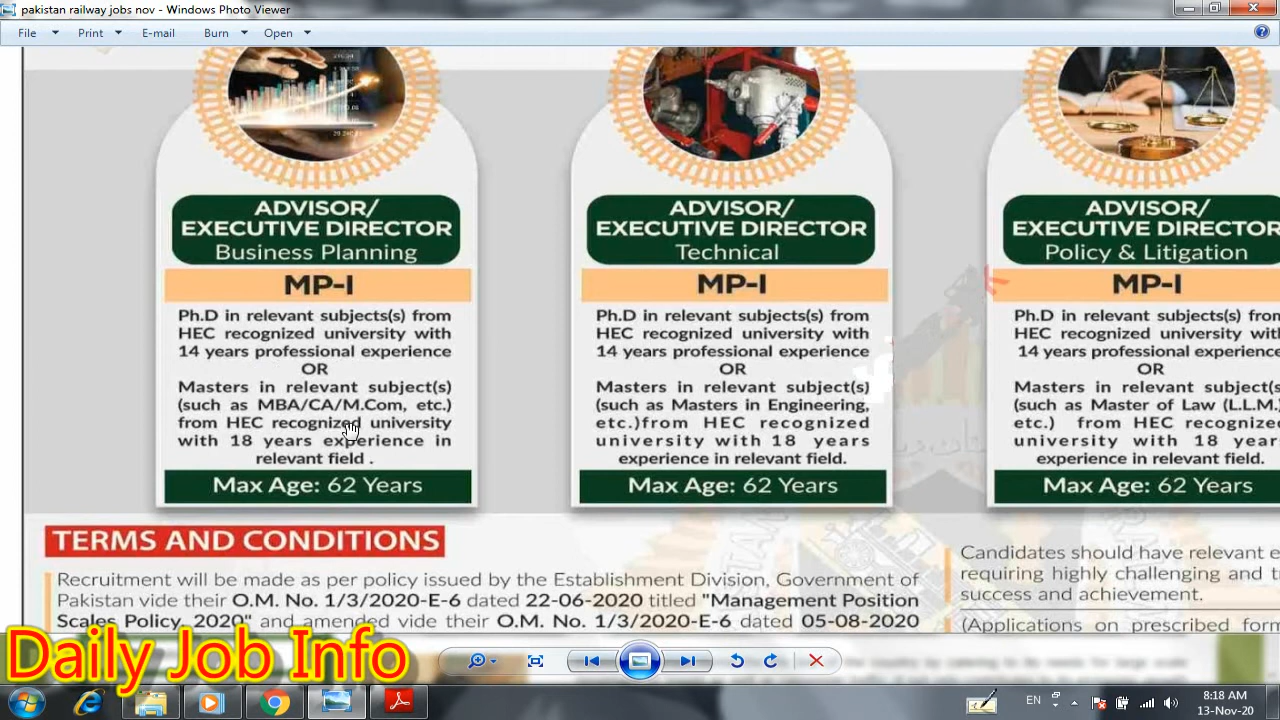 pakistan railway jobs nov - Windows Photo Viewer
File Print E-mail Burn Open
ADVISOR/
EXECUTIVE DIRECTOR
Business Planning
MP-I
Ph.D in relevant subjects(s) from
HEC recognized university with
14 years professional experience
OR
Masters in relevant subject(s)
(such as MBA/CA/M.Com, etc.)
from HEC recognized university
with 18 years experience in
relevant field .
Max Age: 62 Years
ADVISOR/
EXECUTIVE DIRECTOR
Technical
MP-I
Ph.D in relevant subjects(s) from
HEC recognized university with
14 years professional experience
OR
Masters in relevant subject(s)
(such as Masters in Engineering,
etc.)from HEC recognized
university with 18 years
experience in relevant field.
Max Age: 62 Years
ADVISOR/
EXECUTIVE DIRECTOR
Policy & Litigation
MP-I
Ph.D in relevant subjects(s) from
HEC recognized university with
14 years professional experience
OR
Masters in relevant subject(s
(such as Master of Law (L.L.M.
etc.) from HEC recognized
university with 18 years
experience in relevant field.
Max Age: 62 Years
TERMS AND CONDITIONS
Recruitment will be made as per policy issued by the Establishment Division, Government of
Pakistan vide their O.M. No. 1/3/2020-E-6 dated 22-06-2020 titled "Management Position
Scales Policy, 2020" and amended vide their O.M. No. 1/3/2020-E-6 dated 05-08-2020
Candidates should have relevant e
requiring highly challenging and t
success and achievement.
(Applications on prescribed form
Daily Job Info
EN
8:18 AM
13-Nov-20